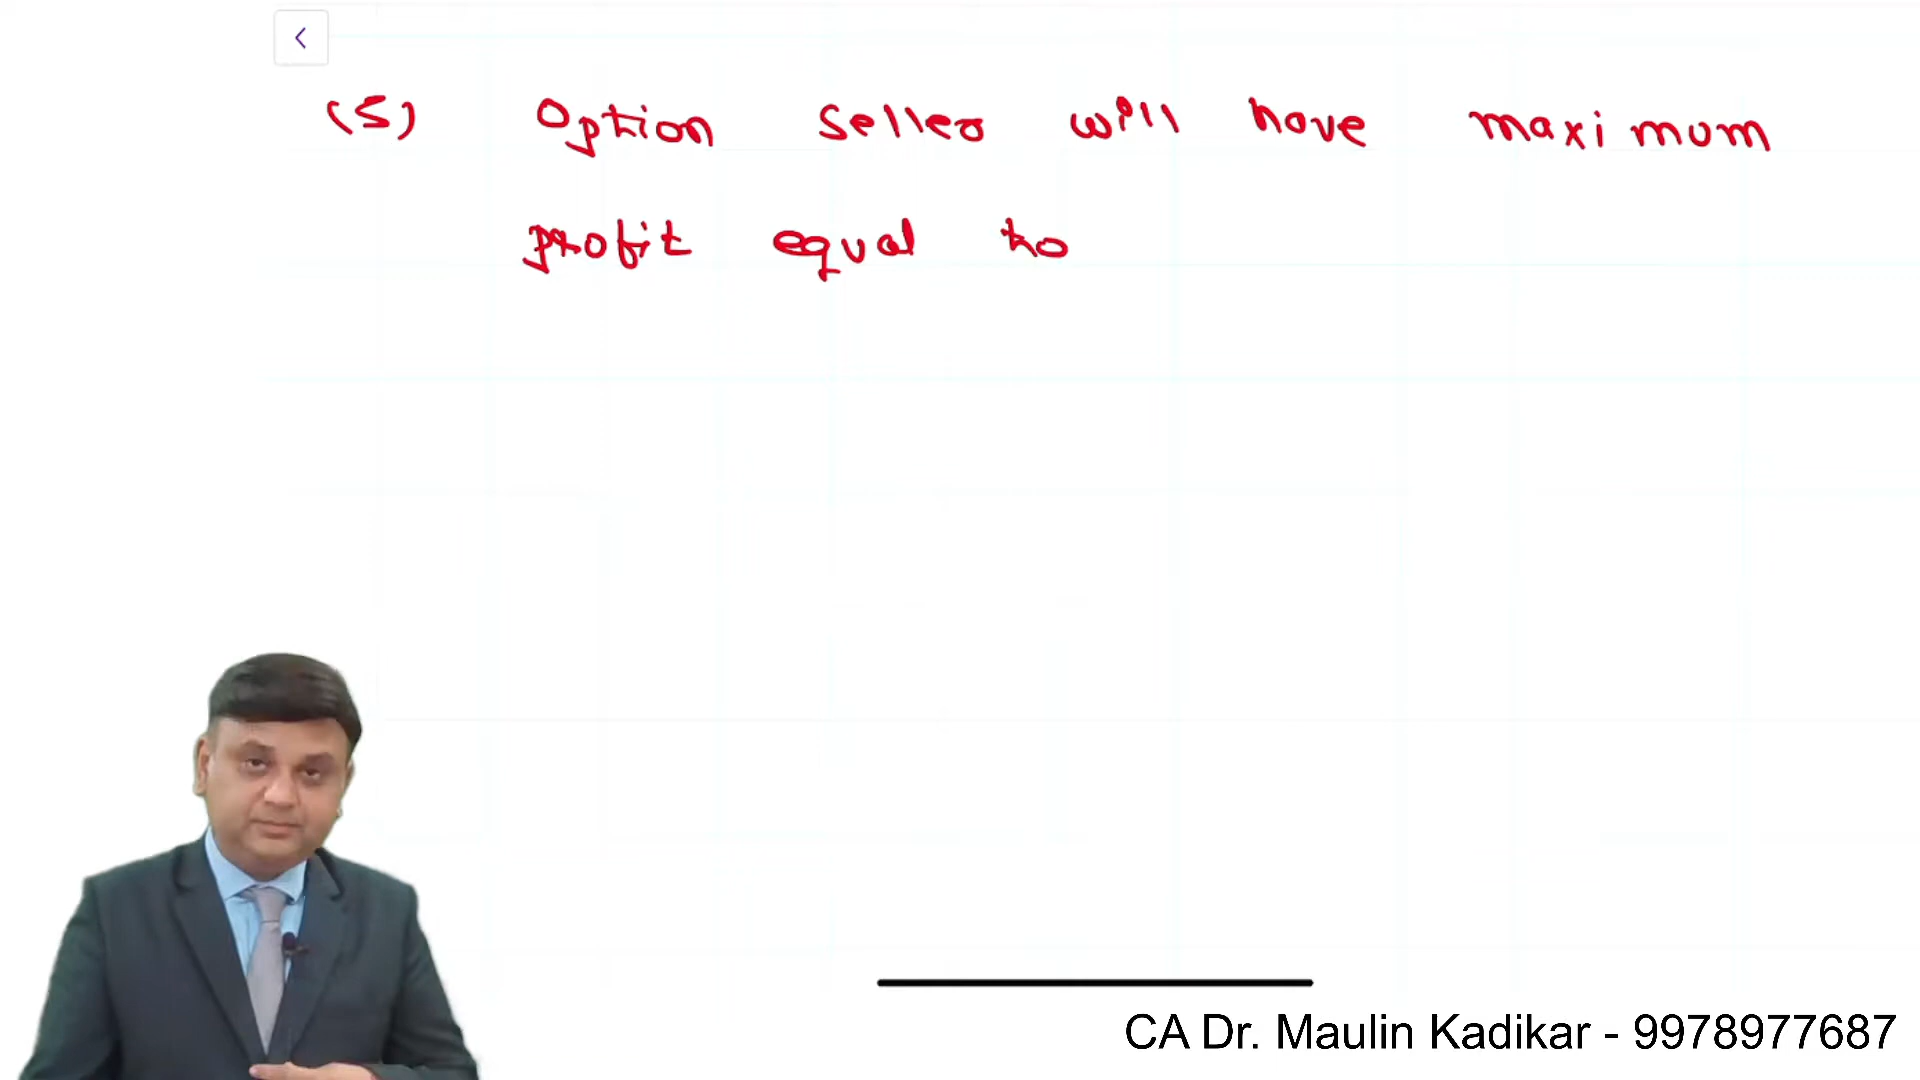 (5) Option seller will have maximum
profit equal to
CA Dr. Maulin Kadikar - 9978977687